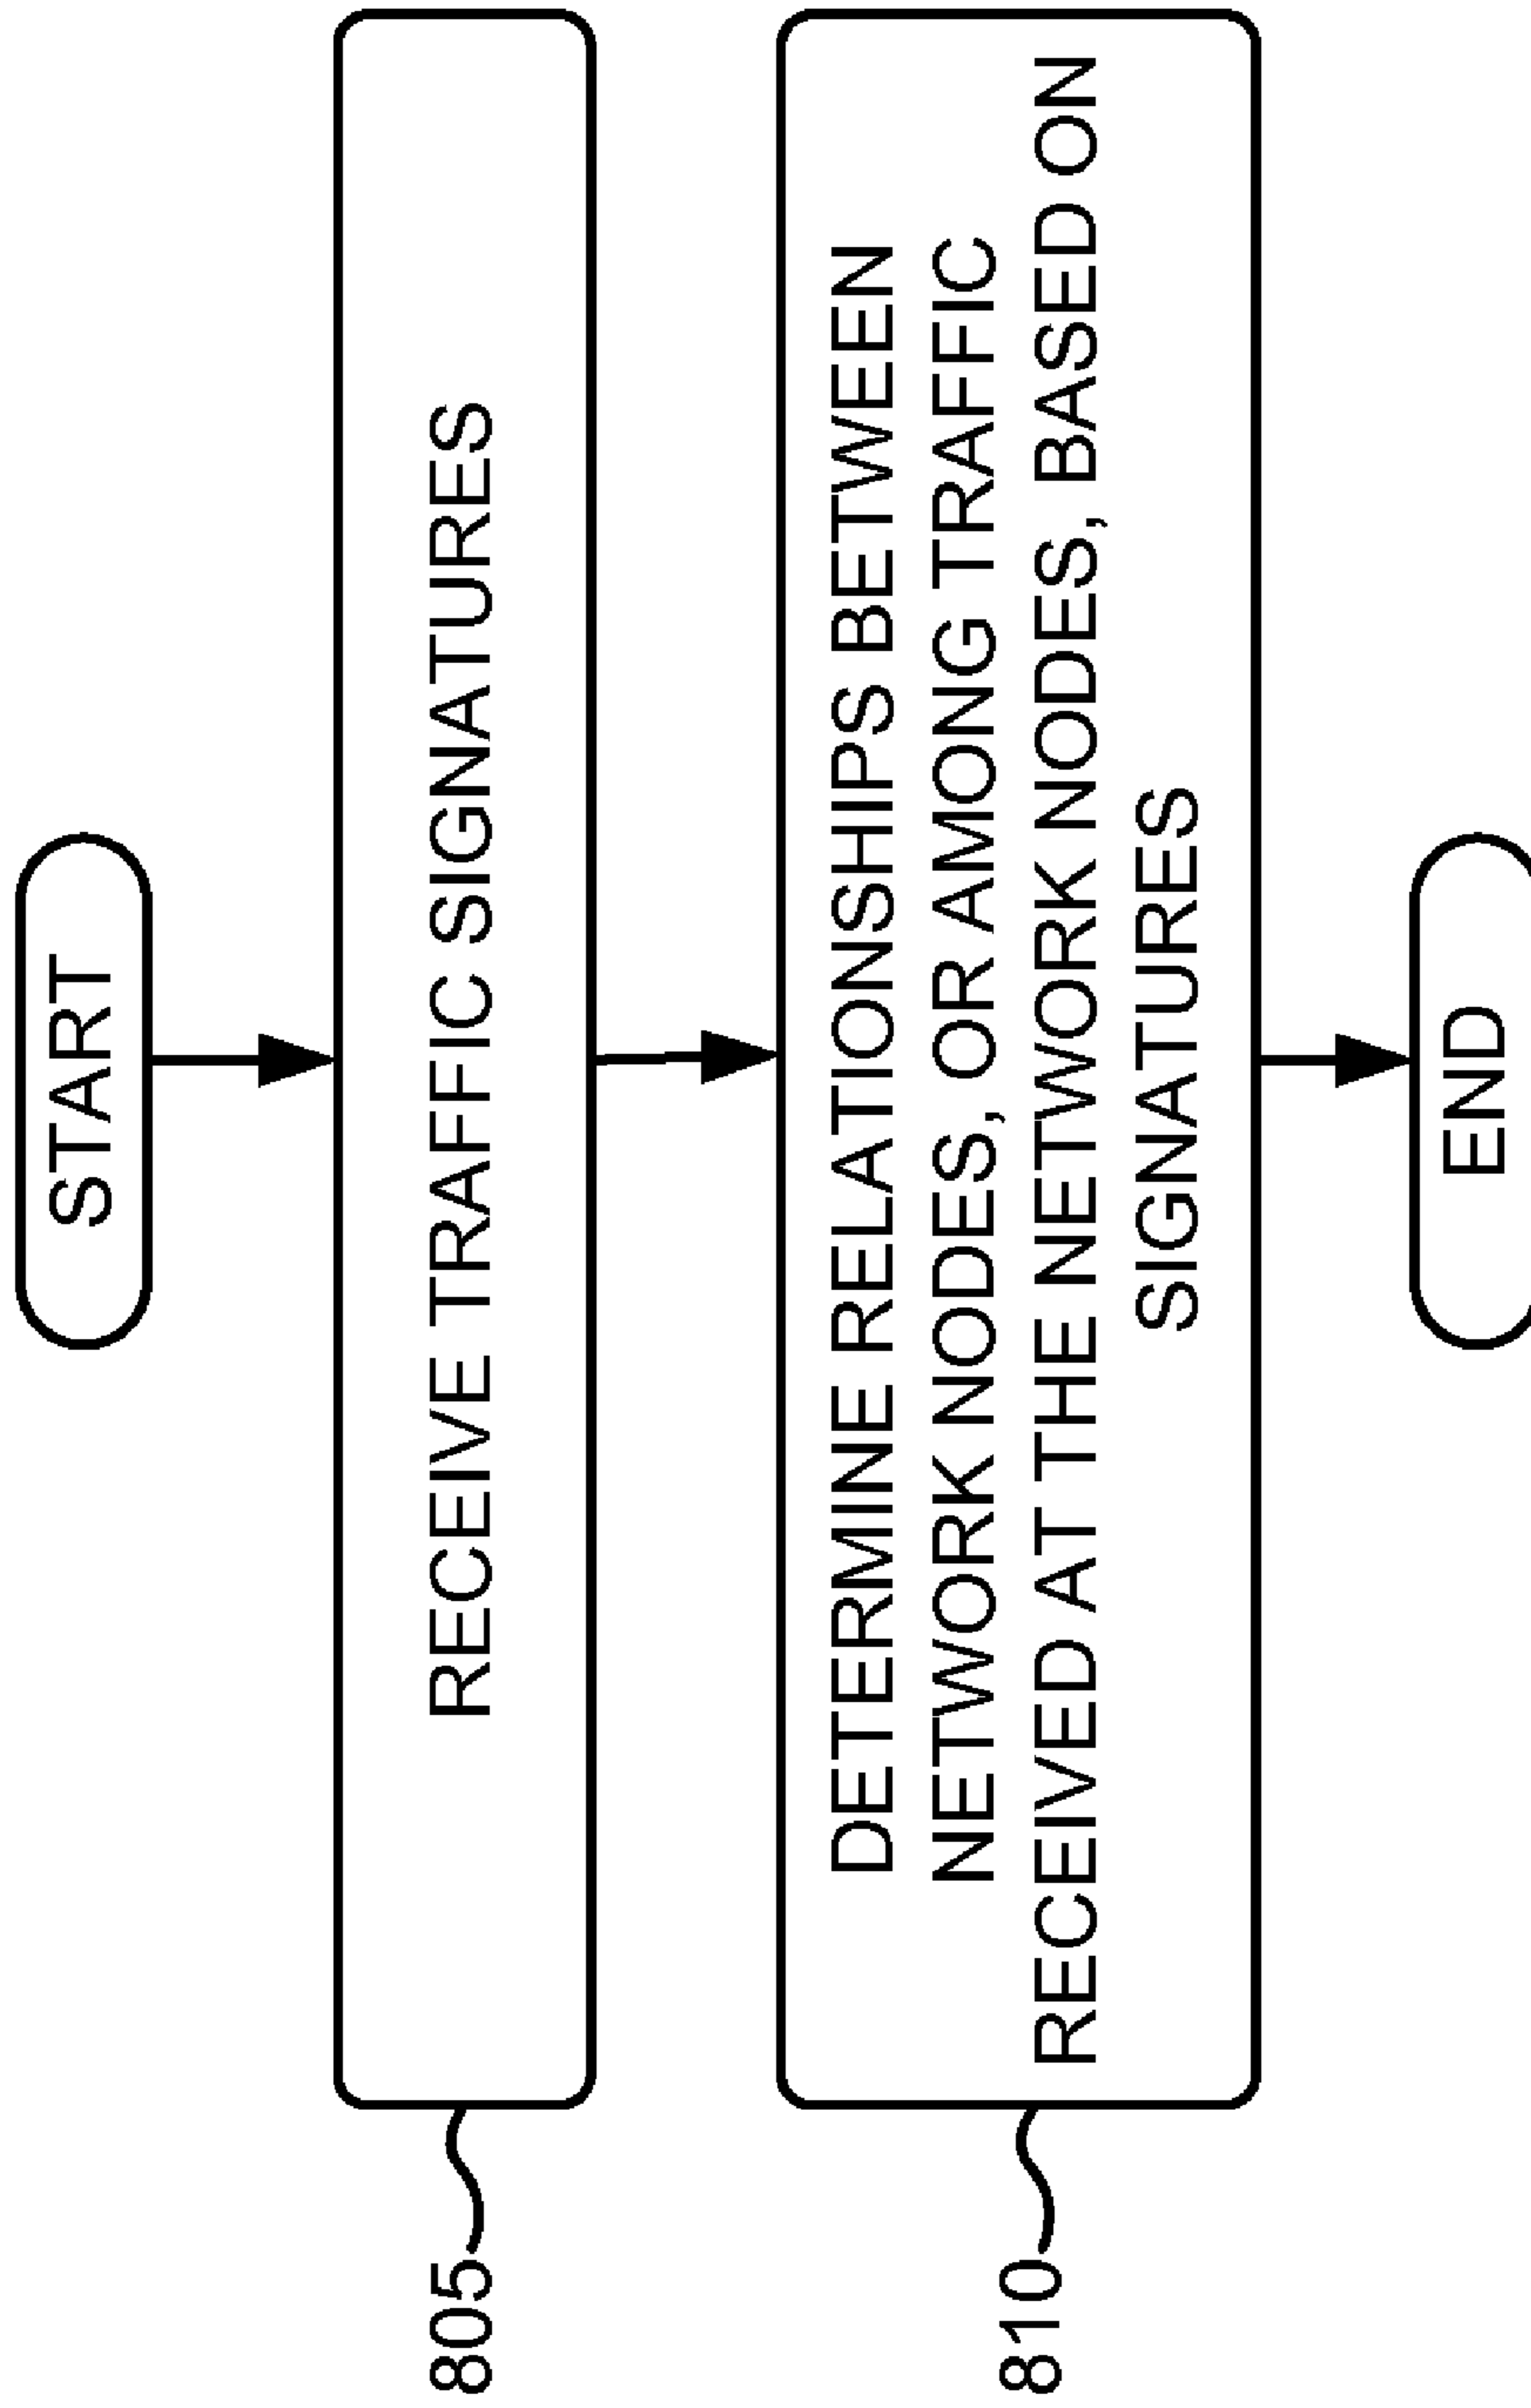 START
805
RECEIVE TRAFFIC SIGNATURES
810
DETERMINE RELATIONSHIPS BETWEEN
NETWORK NODES, OR AMONG TRAFFIC
RECEIVED AT THE NETWORK NODES, BASED ON
SIGNATURES
END